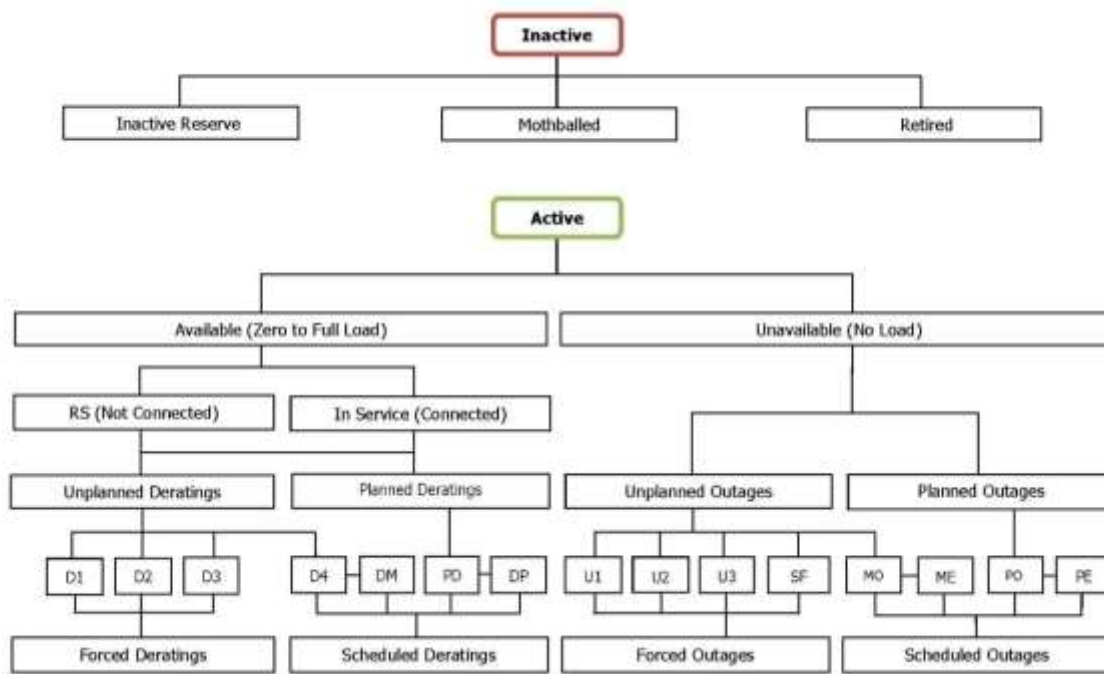 Inactive
Inactive Reserve
Mothballed
Retired
Active
Available (Zero to Full Load)
Unavailable (No Load)
RS (Not Connected)
In Service (Connected)
Unplanned Deratings
Planned Deratings
Unplanned Outages
Planned Outages
D1
D2
D3
D4
DM
PD
DP
U1
U2
U3
SF
MO
ME
PO
PE
Forced Deratings
Scheduled Deratings
Forced Outages
Scheduled Outages